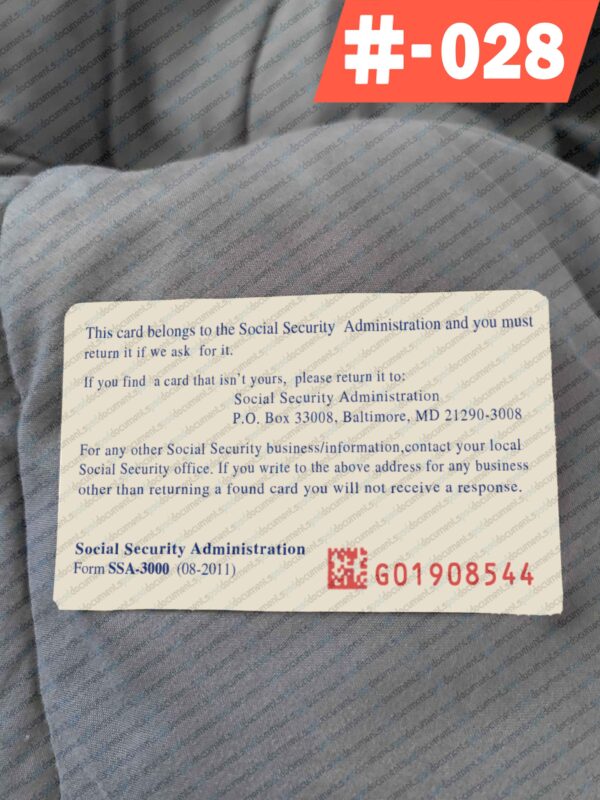 #-028
This card belongs to the Social Security Administration and you must
return it if we ask for it.
If you find a card that isn't yours, please return it to:
Social Security Administration
P.O. Box 33008, Baltimore, MD 21290-3008
For any other Social Security business/information,contact your local
Social Security office. If you write to the above address for any business
other than returning a found card you will not receive a response.
Social Security Administration
Form SSA-3000 (08-2011)
G01908544